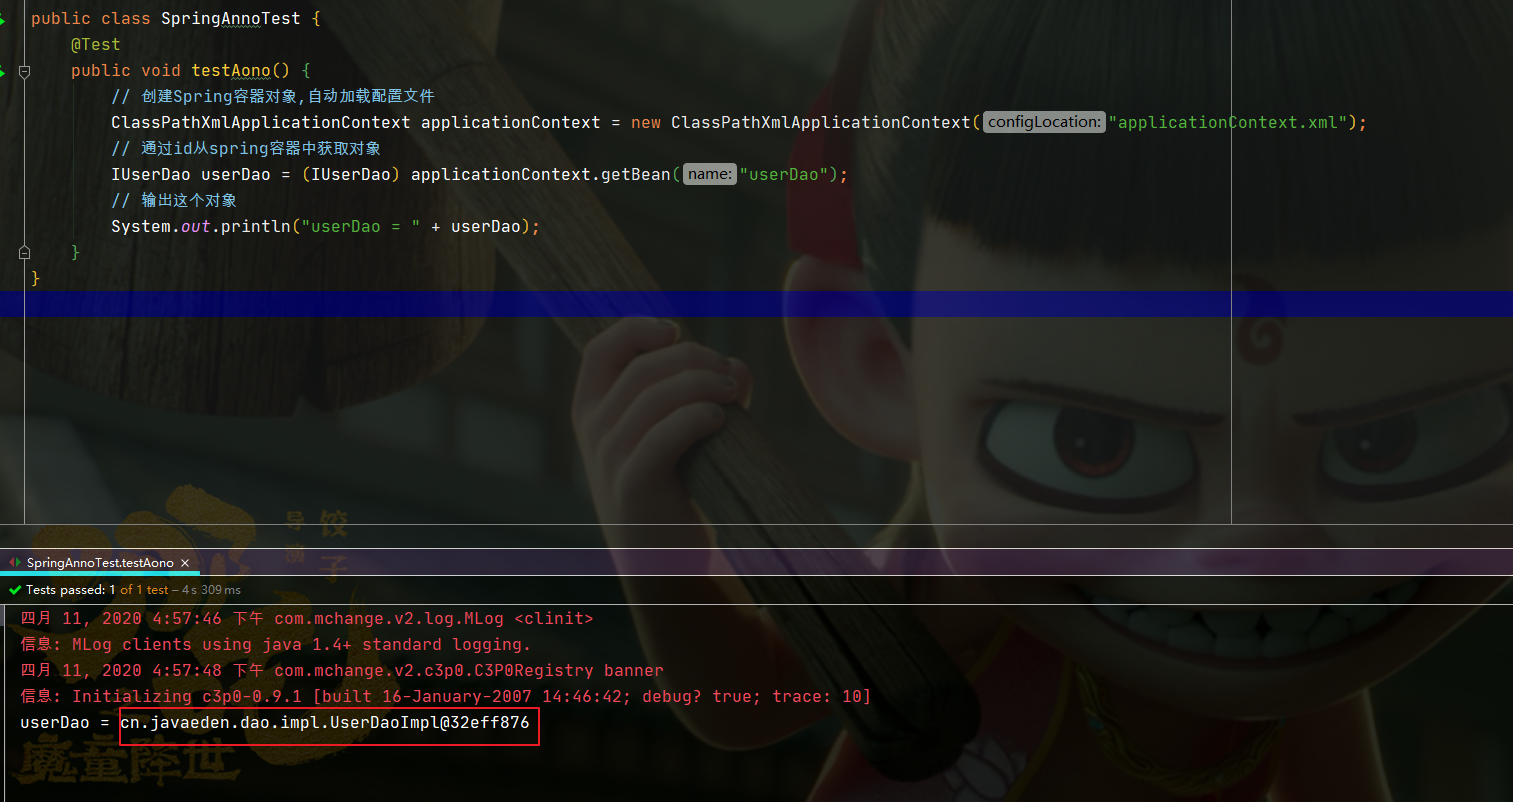 public class SpringAnnoTest {
@Test
public void testAono() {
// 创建Spring容器对象,自动加载配置文件
ClassPathXmlApplicationContext applicationContext = new ClassPathXmlApplicationContext( configLocation: "applicationContext.xml");
// 通过id从spring容器中获取对象
IUserDao userDao = (IUserDao) applicationContext.getBean( name: "userDao");
// 输出这个对象
System.out.println("userDao = " + userDao);
}
}
导演 饺子
SpringAnnoTest.testAono ×
Tests passed: 1 of 1 test – 4 s 309 ms
四月 11, 2020 4:57:46 下午 com.mchange.v2.log.MLog <clinit>
信息: MLog clients using java 1.4+ standard logging.
四月 11, 2020 4:57:48 下午 com.mchange.v2.c3p0.C3P0Registry banner
信息: Initializing c3p0-0.9.1 [built 16-January-2007 14:46:42; debug? true; trace: 10]
userDao = cn.javaeden.dao.impl.UserDaoImpl@32eff876
魔童降世